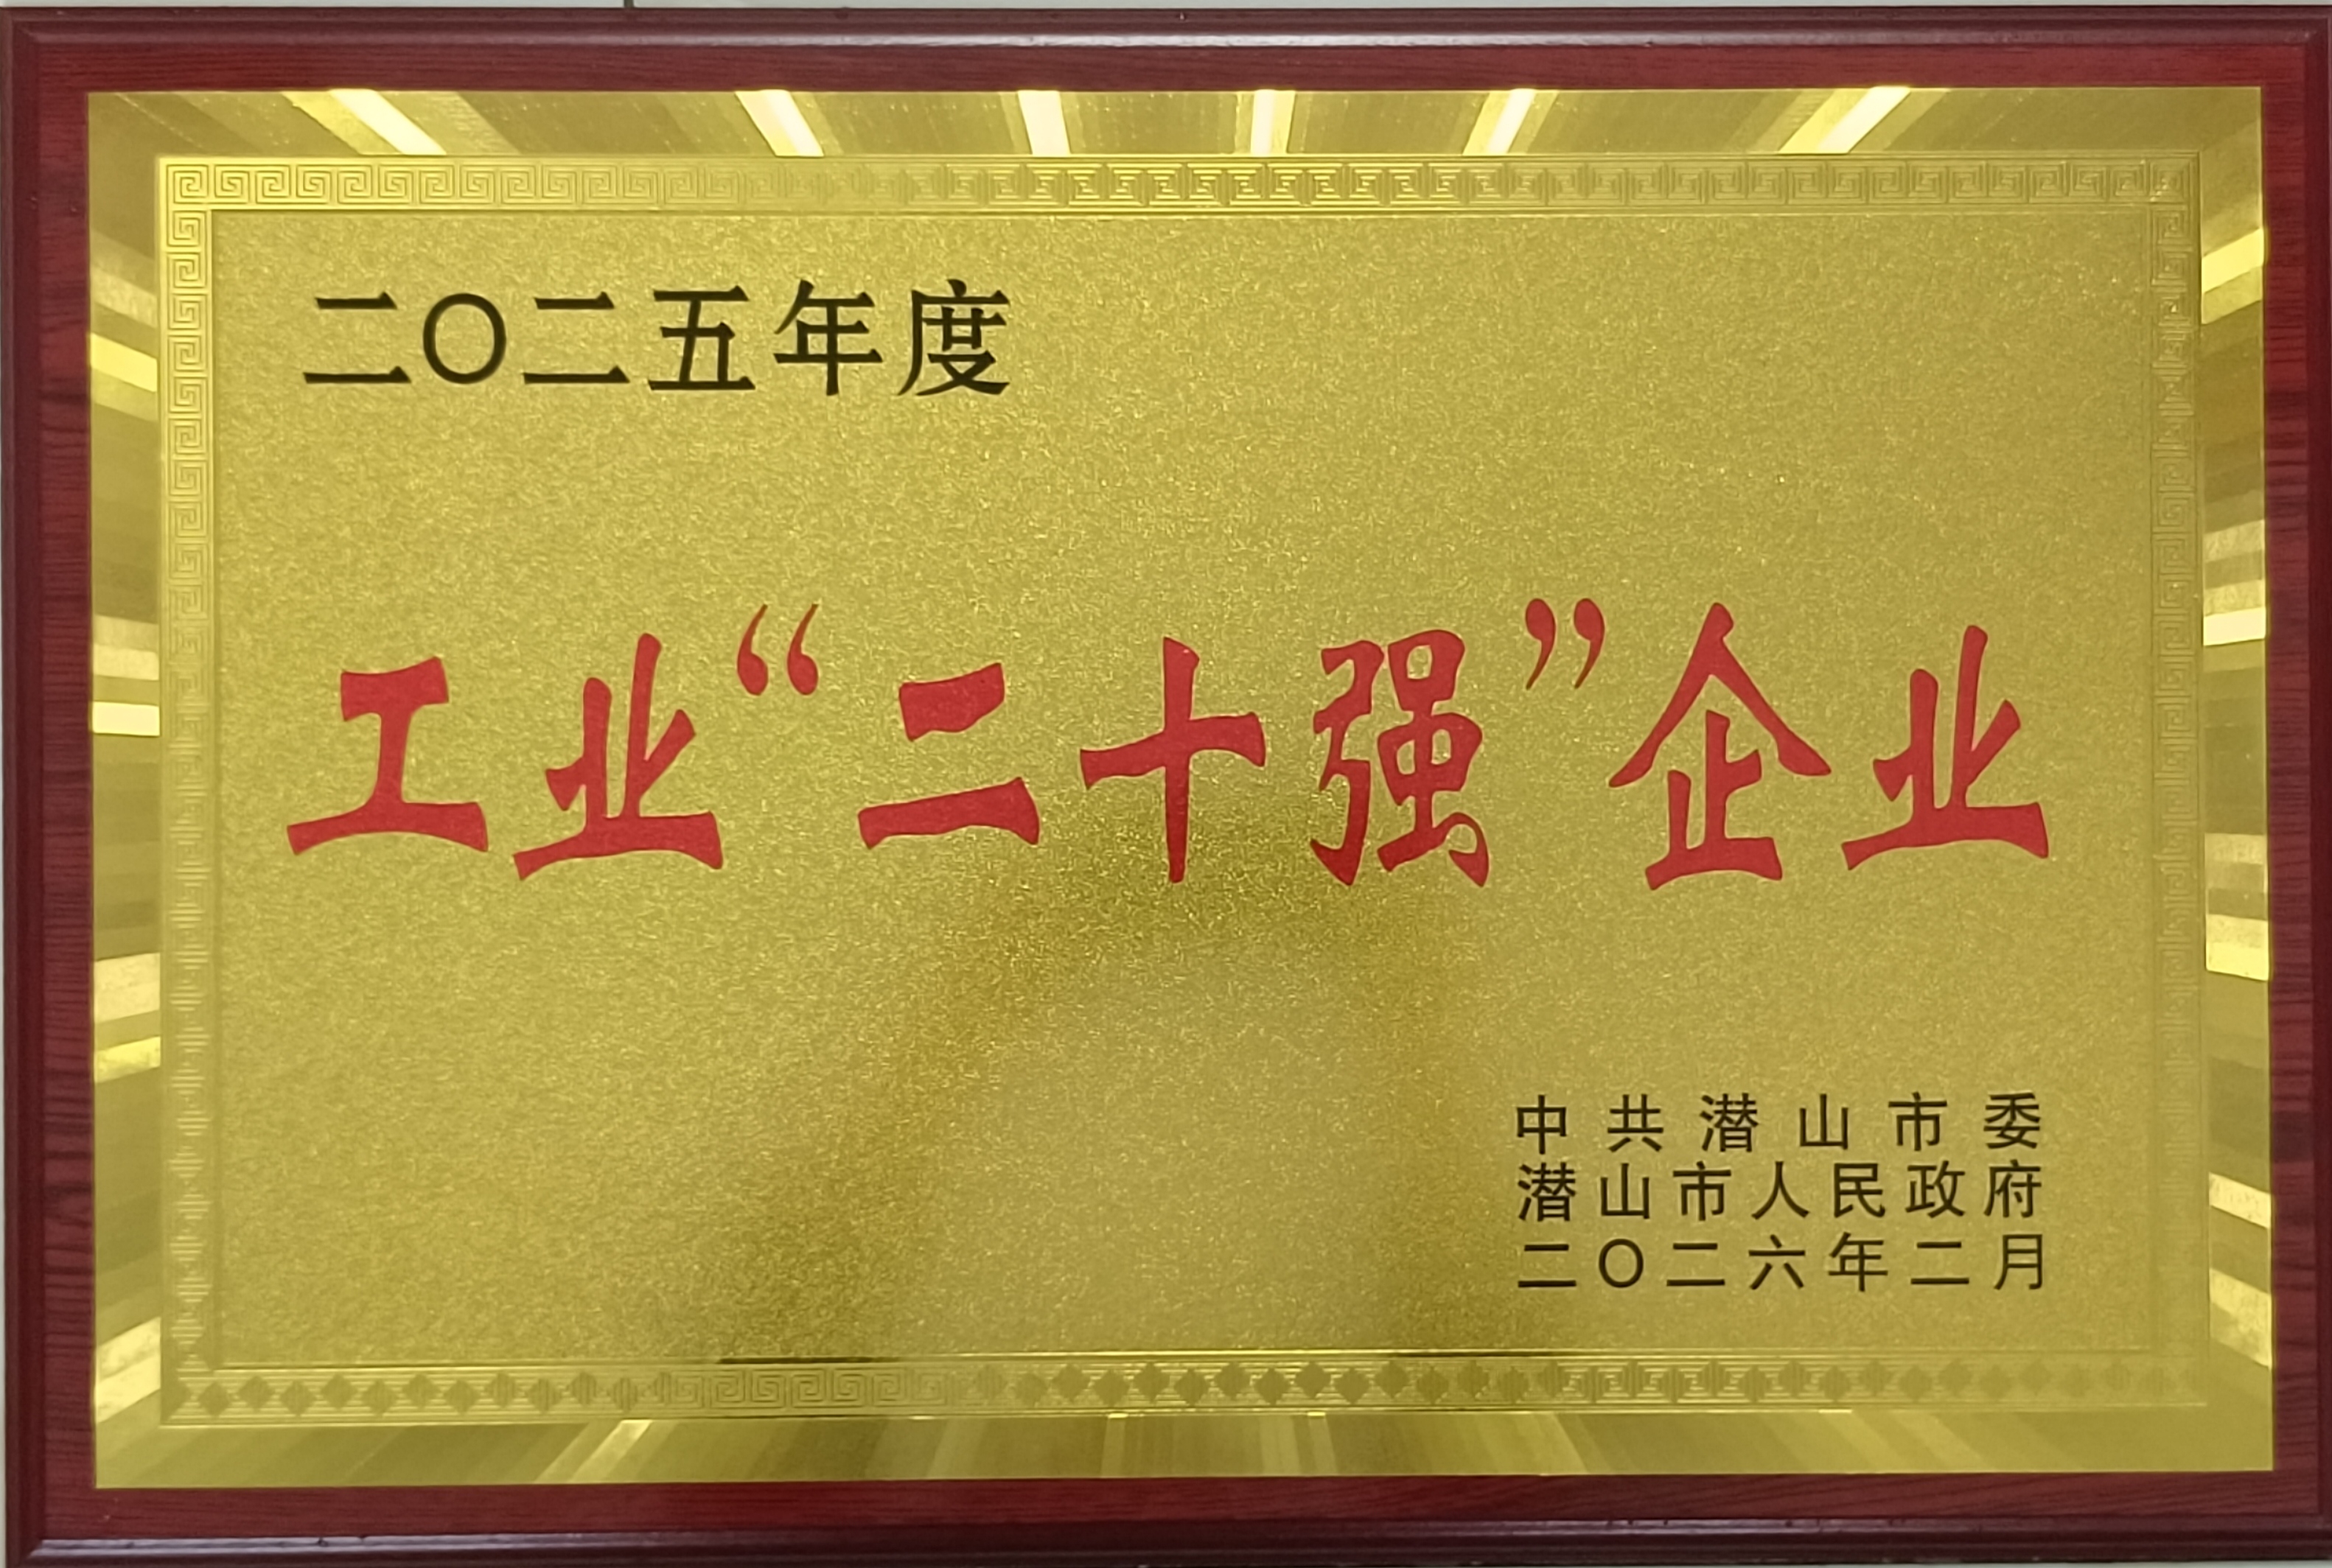 二〇二五年度
工业“二十强”企业
中共潜山市委
潜山市人民政府
二〇二六年二月